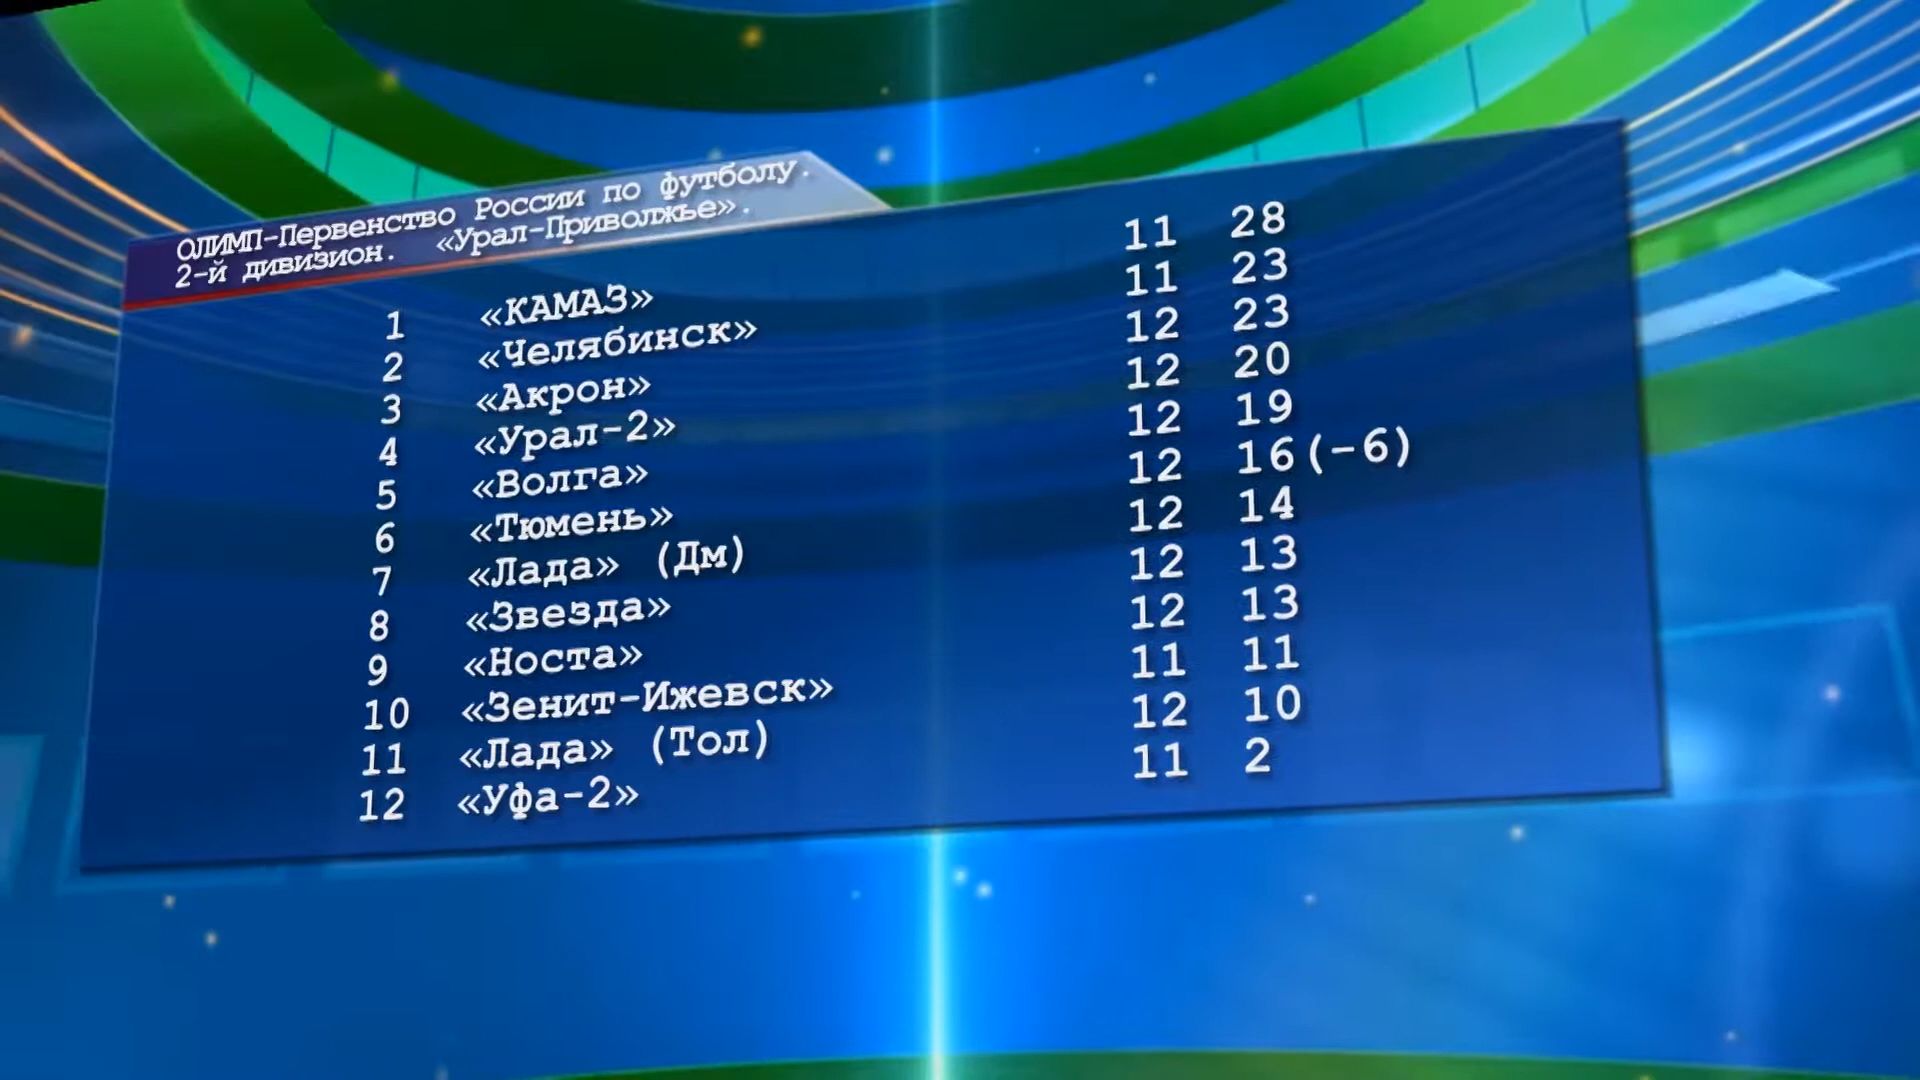 ОЛИМП-Первенство России по футболу.
2-й дивизион. «Урал-Приволжье».
1 «КАМАЗ» 11 28
2 «Челябинск» 11 23
3 «Акрон» 12 23
4 «Урал-2» 12 20
5 «Волга» 12 19
6 «Тюмень» 12 16(-6)
7 «Лада» (Дм) 12 14
8 «Звезда» 12 13
9 «Носта» 12 13
10 «Зенит-Ижевск» 11 11
11 «Лада» (Тол) 12 10
12 «Уфа-2» 11 2